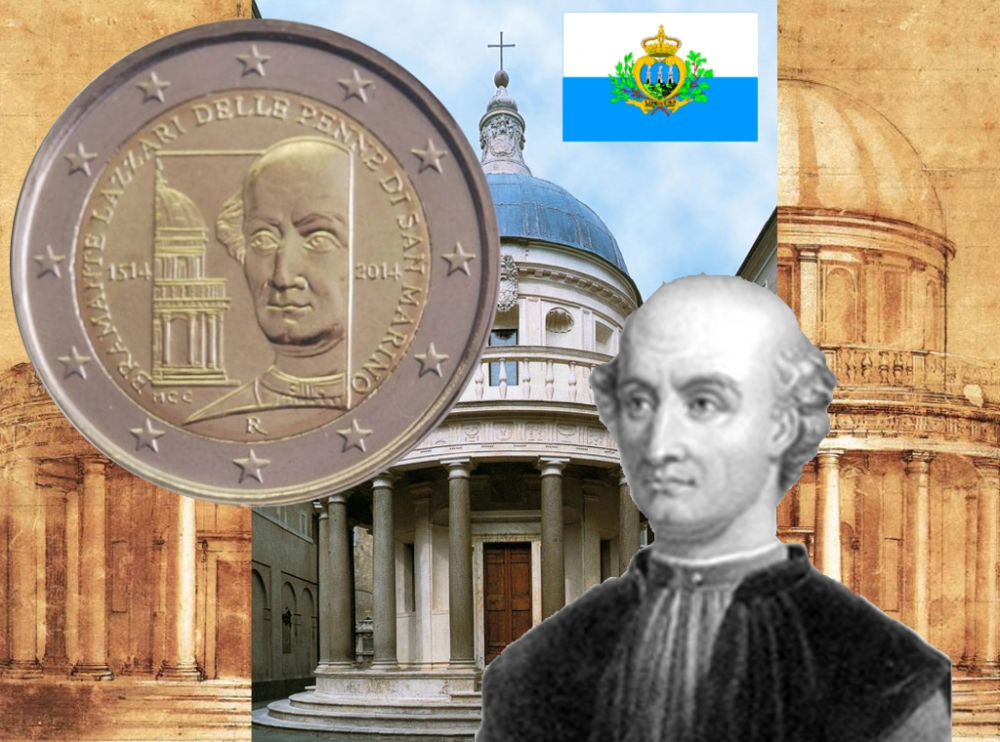 BRAMANTE LAZZARI DELLE PENNE DI SAN MARINO
1514
2014
MCC
R